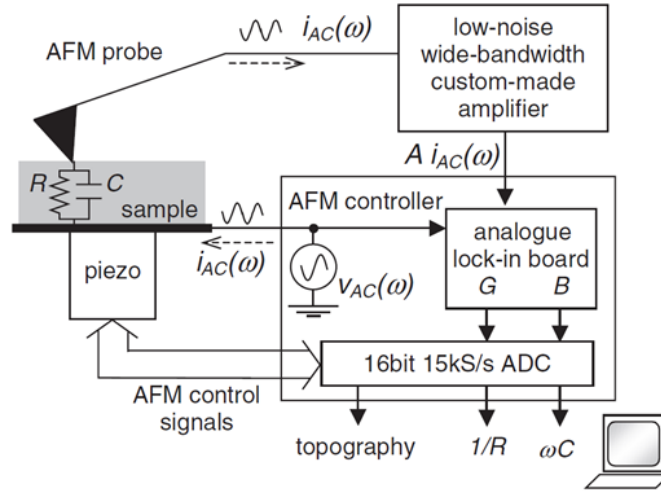 AFM probe
i_AC(ω)
low-noise
wide-bandwidth
custom-made
amplifier
A i_AC(ω)
R
C
sample
AFM controller
i_AC(ω)
v_AC(ω)
analogue
lock-in board
G B
piezo
16bit 15kS/s ADC
AFM control
signals
topography
1/R
ωC